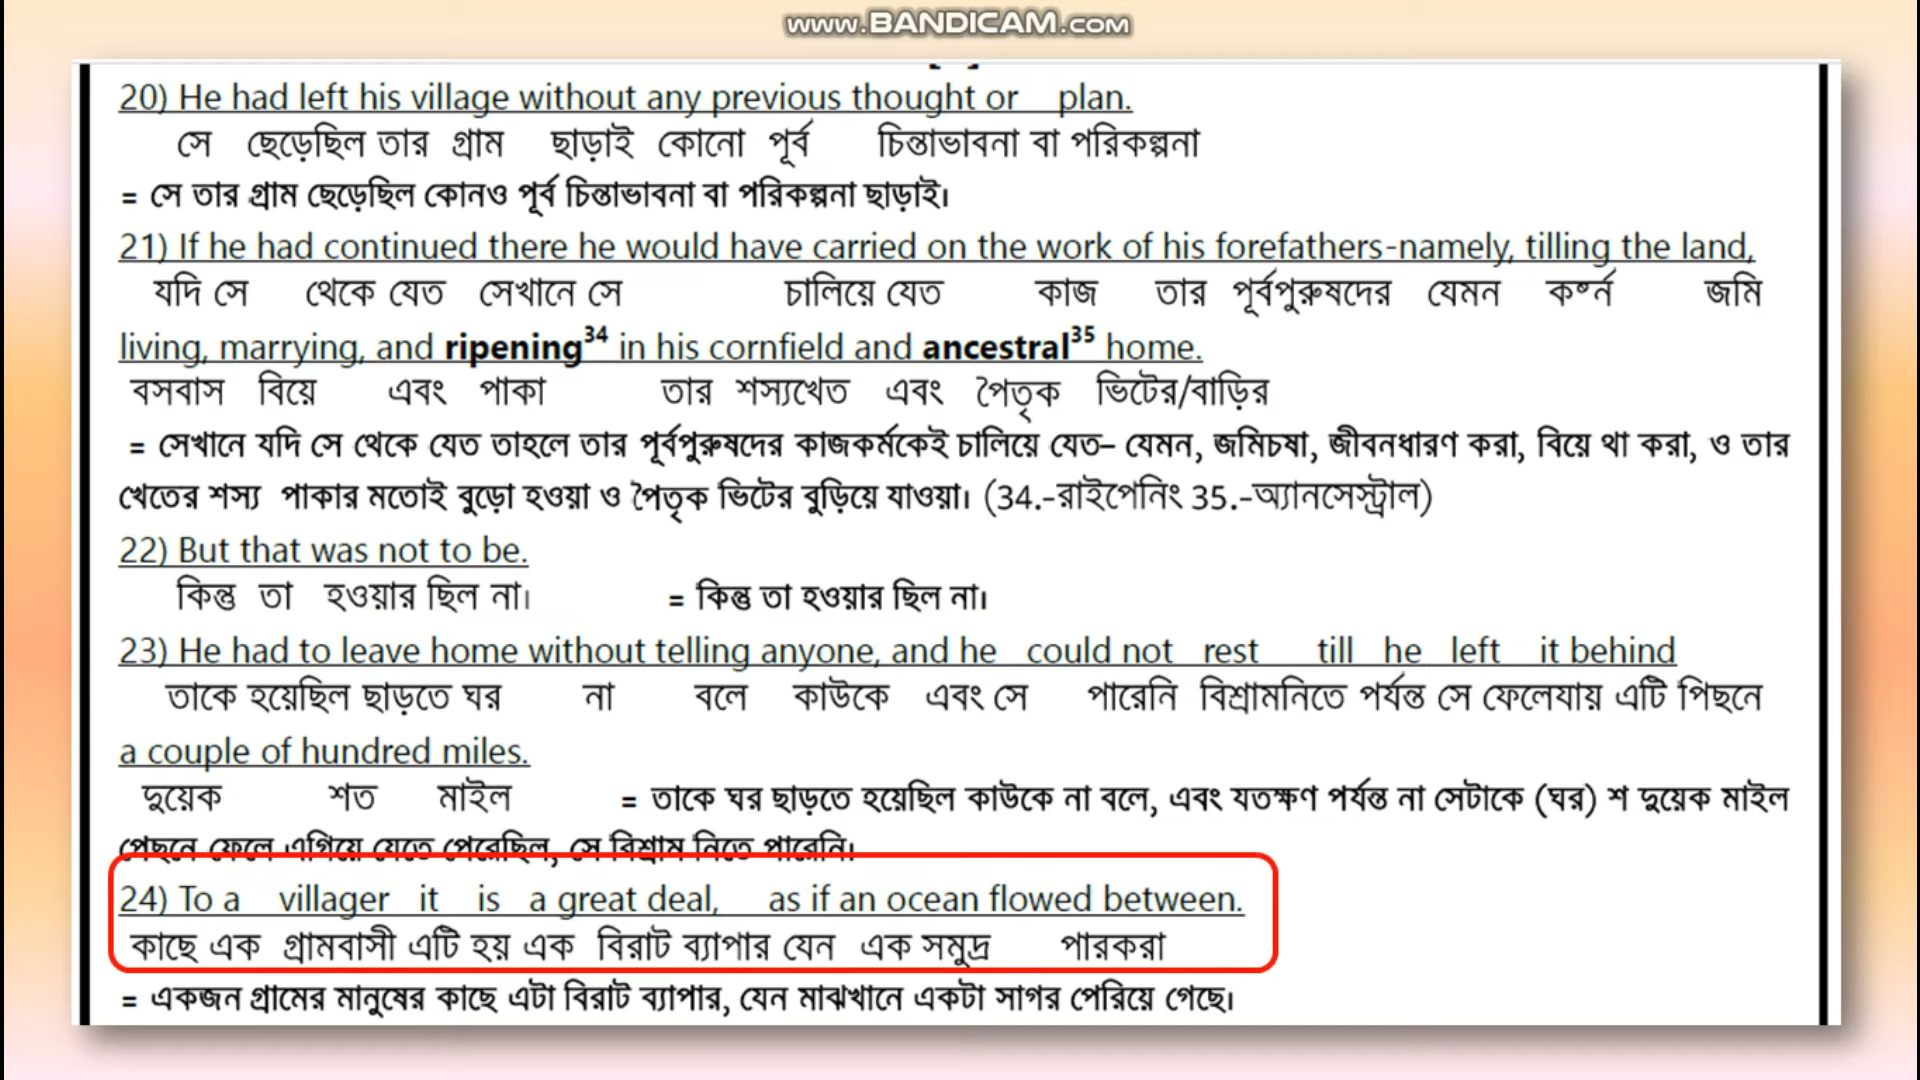 www.BANDICAM.com
20) He had left his village without any previous thought or plan.
সে ছেড়েছিল তার গ্রাম ছাড়াই কোনো পূর্ব চিন্তাভাবনা বা পরিকল্পনা
= সে তার গ্রাম ছেড়েছিল কোনও পূর্ব চিন্তাভাবনা বা পরিকল্পনা ছাড়াই।
21) If he had continued there he would have carried on the work of his forefathers-namely, tilling the land,
যদি সে থেকে যেত সেখানে সে চালিয়ে যেত কাজ তার পূর্বপুরুষদের যেমন জমি
living, marrying, and ripening34 in his cornfield and ancestral35 home.
বসবাস বিয়ে এবং পাকা তার শস্যখেত এবং পৈতৃক ভিটের/বাড়ির
= সেখানে যদি সে থেকে যেত তাহলে তার পূর্বপুরুষদের কাজকর্মকেই চালিয়ে যেত– যেমন, জমিচষা, জীবনধারণ করা, বিয়ে থা করা, ও তার
খেতের শস্য পাকার মতোই বুড়ো হওয়া ও পৈতৃক ভিটের বুড়িয়ে যাওয়া। (34.-রাইপেনিং 35.-অ্যানসেস্ট্রাল)
22) But that was not to be.
কিন্তু তা হওয়ার ছিল না। = কিন্তু তা হওয়ার ছিল না।
23) He had to leave home without telling anyone, and he could not rest till he left it behind
তাকে হয়েছিল ছাড়তে ঘর না বলে কাউকে এবং সে পারেনি বিশ্রামনিতে পর্যন্ত সে ফেলেযায় এটি পিছনে
a couple of hundred miles.
দুয়েক শত মাইল = তাকে ঘর ছাড়তে হয়েছিল কাউকে না বলে, এবং যতক্ষণ পর্যন্ত না সেটাকে (ঘর) শ দুয়েক মাইল
পেছনে ফেলে এগিয়ে যেতে পেরেছিল, সে বিশ্রাম নিতে পারেনি।
24) To a villager it is a great deal, as if an ocean flowed between.
কাছে এক গ্রামবাসী এটি হয় এক বিরাট ব্যাপার যেন এক সমুদ্র পারকরা
= একজন গ্রামের মানুষের কাছে এটা বিরাট ব্যাপার, যেন মাঝখানে একটা সাগর পেরিয়ে গেছে।